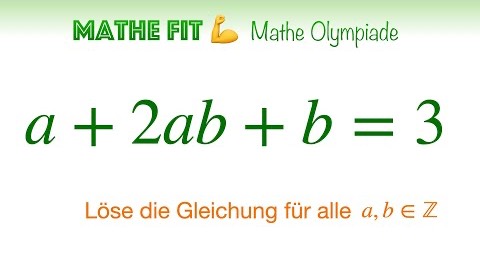 MATHE FIT 💪 Mathe Olympiade
a + 2ab + b = 3
Löse die Gleichung für alle a, b ∈ ℤ